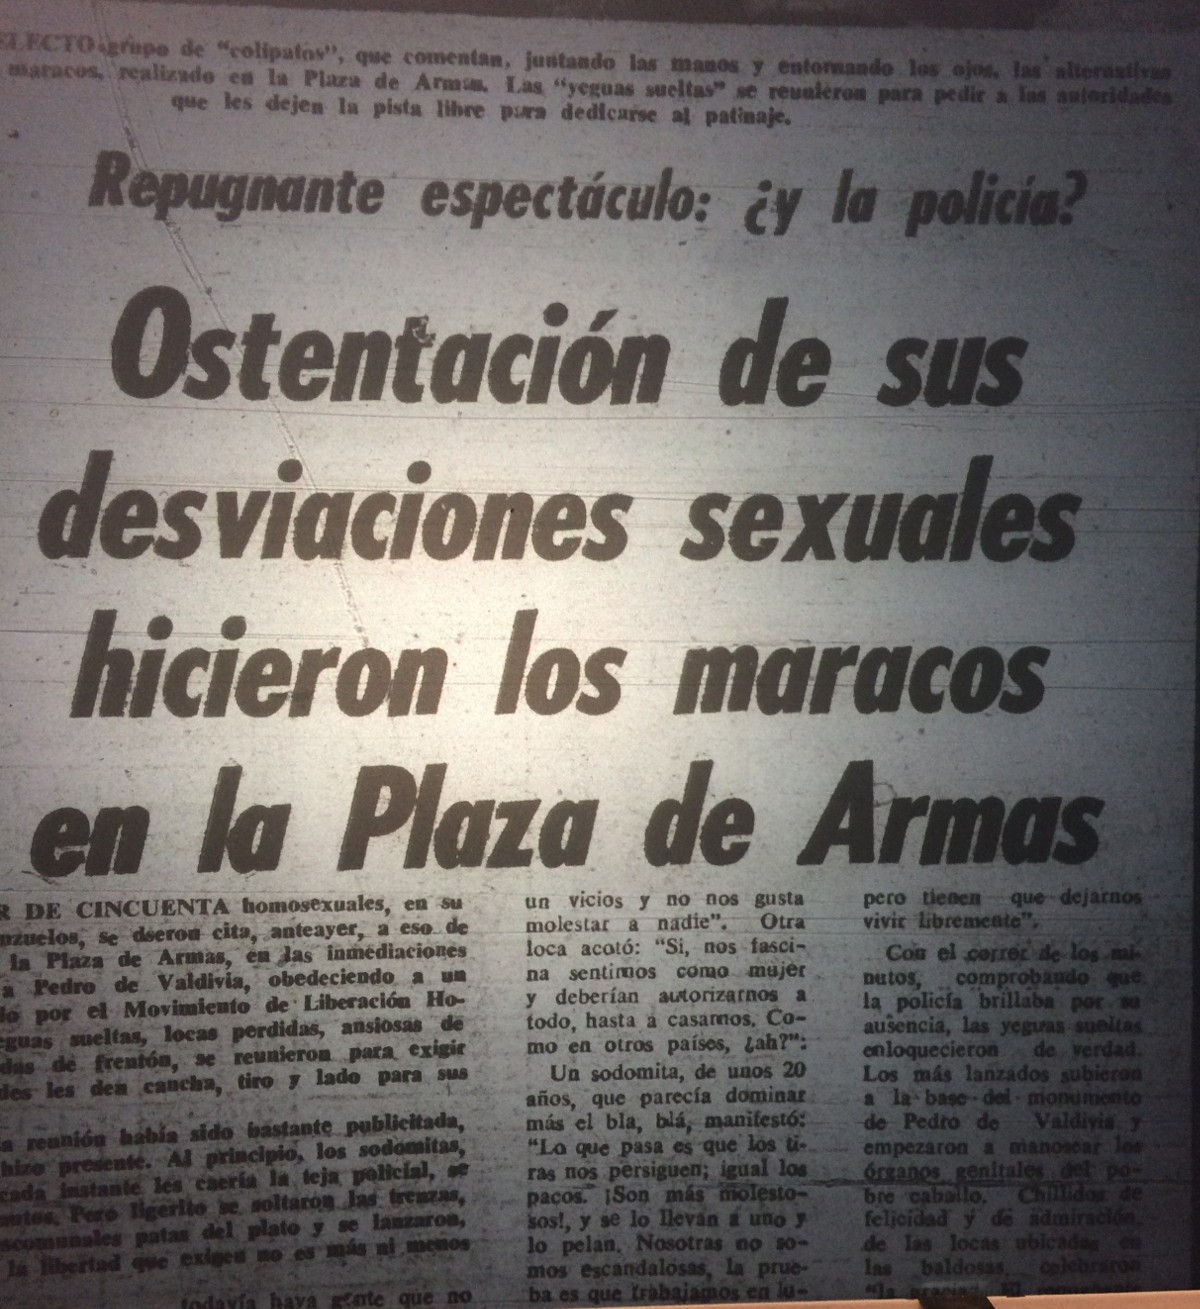 ELECTO grupo de "colipatos", que comentan, juntando las manos y entornando los ojos, las alternativas
maracos, realizado en la Plaza de Armas. Las "yeguas sueltas" se reunieron para pedir a las autoridades
que les dejen la pista libre para dedicarse al patinaje.
Repugnante espectáculo: ¿y la policía?
Ostentación de sus
desviaciones sexuales
hicieron los maracos
en la Plaza de Armas
R DE CINCUENTA homosexuales, en su
nzuelos, se dseron cita, anteayer, a eso de
la Plaza de Armas, en las inmediaciones
a Pedro de Valdivia, obedeciendo a un
do por el Movimiento de Liberación Ho-
eguas sueltas, locas perdidas, ansiosas de
das de frentón, se reunieron para exigir
des les den cancha, tiro y lado para sus
a reunión había sido bastante publicitada,
hizo presente. Al principio, los sodomitas,
cada instante les caería la teja policial, se
Pero ligerito se soltaron las trenzas,
scomunales patas del plato y se lanzaron,
la libertad que exigen no es más ni menos
todavía haya gente que no
un vicios y no nos gusta
molestar a nadie". Otra
loca acotó: "Si, nos fasci-
na sentirnos como mujer
y deberían autorizarnos a
todo, hasta a casarnos. Co-
mo en otros países, ¿ah?":
Un sodomita, de unos 20
años, que parecía dominar
más el bla, blá, manifestó:
"Lo que pasa es que los ti-
ras nos persiguen; igual los
pacos. ¡Son más molesto-
sos!, y se lo llevan a uno y
lo pelan. Nosotras no so-
mos escandalosas, la prue-
ba es que trabajamos en lu-
pero tienen que dejarnos
vivir libremente".
Con el correr de los mi-
nutos, comprobando que
la policía brillaba por su
ausencia, las yeguas sueltas
enloquecieron de verdad.
Los más lanzados subieron
a la base del monumento
de Pedro de Valdivia y
empezaron a manosear los
órganos genitales del po-
bre caballo. Chillidos de
felicidad y de admiración
de las locas ubicadas en
las baldosas, celebraron